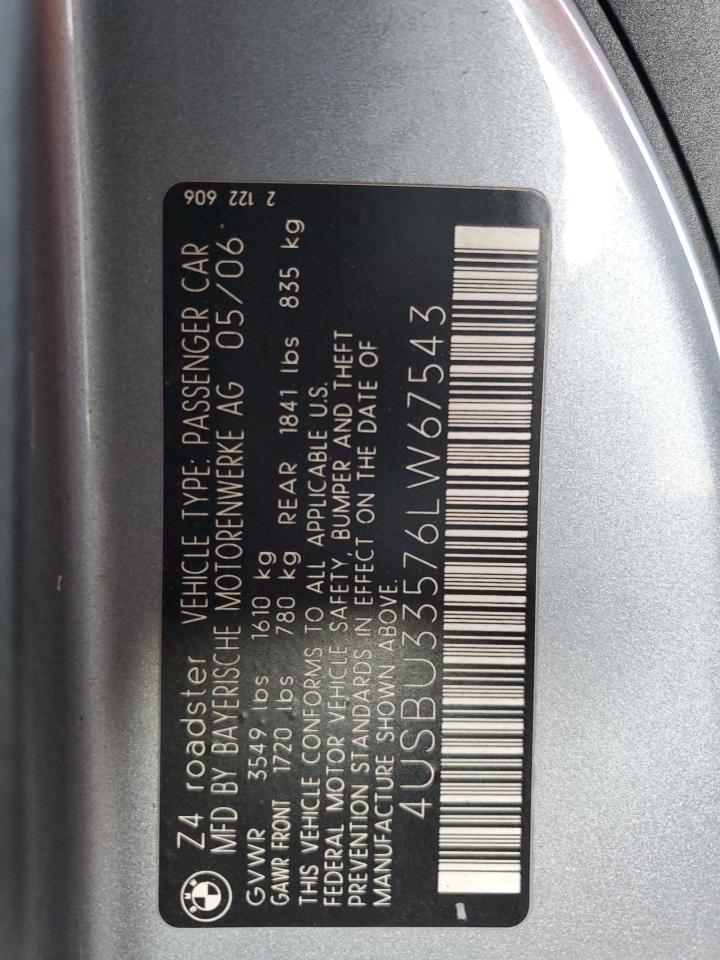 Z4 roadster VEHICLE TYPE: PASSENGER CAR
MFD BY BAYERISCHE MOTORENWERKE AG 05/06
GVWR 3549 lbs 1610 kg
GAWR FRONT 1720 lbs 780 kg REAR 1841 lbs 835 kg
THIS VEHICLE CONFORMS TO ALL APPLICABLE U.S.
FEDERAL MOTOR VEHICLE SAFETY, BUMPER AND THEFT
PREVENTION STANDARDS IN EFFECT ON THE DATE OF
MANUFACTURE SHOWN ABOVE.
4USBU33576LW67543
2 122 606
BMW